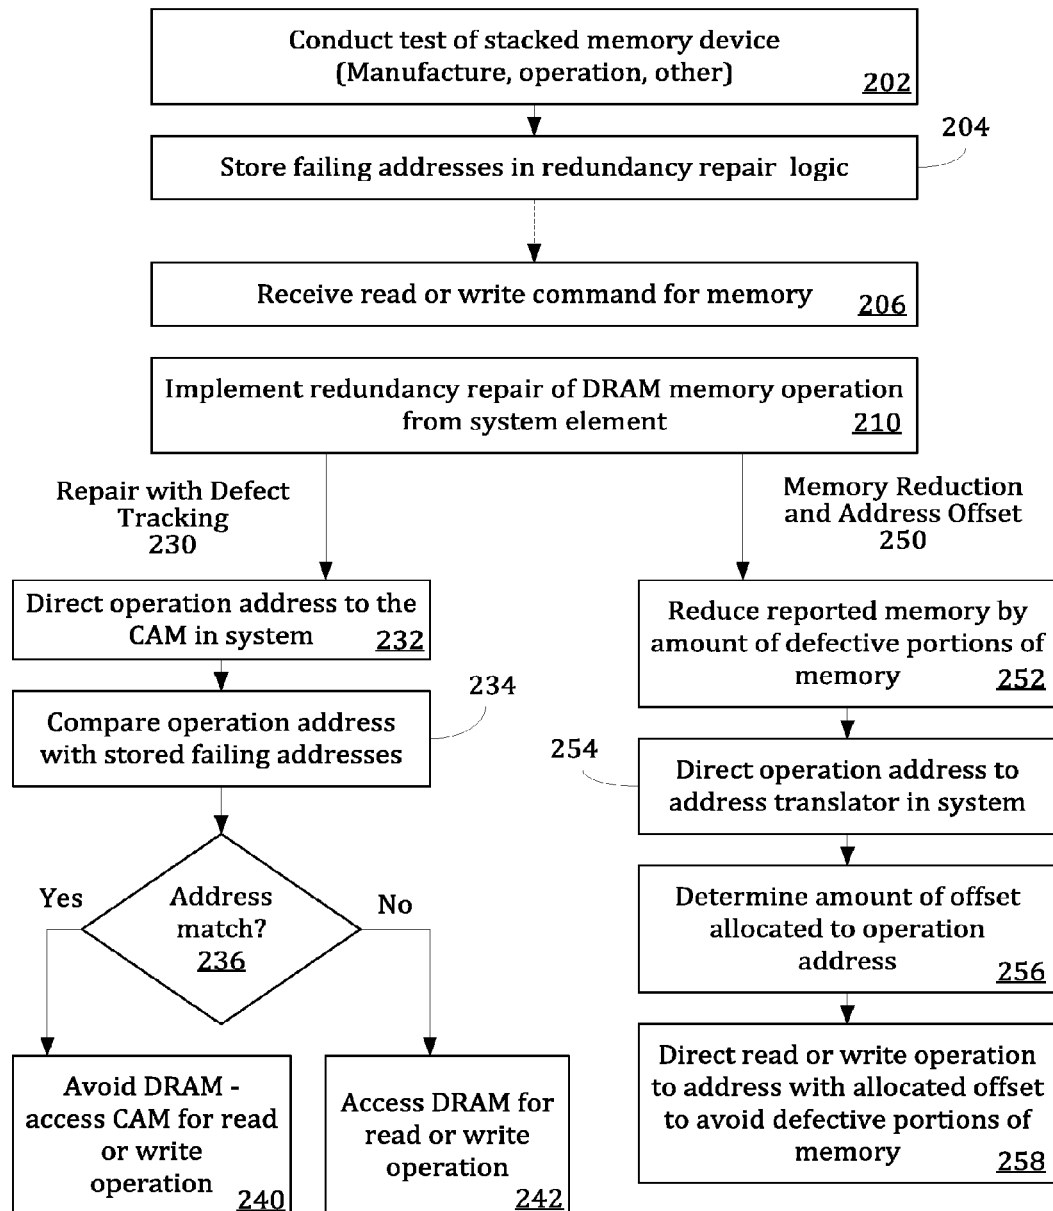 Conduct test of stacked memory device
(Manufacture, operation, other)
202
204
Store failing addresses in redundancy repair logic
Receive read or write command for memory
206
Implement redundancy repair of DRAM memory operation
from system element
210
Repair with Defect
Tracking
230
Direct operation address to the
CAM in system
232
234
Compare operation address
with stored failing addresses
Yes
Address
match?
236
No
Avoid DRAM -
access CAM for read
or write
operation
240
Access DRAM for
read or write
operation
242
Memory Reduction
and Address Offset
250
Reduce reported memory by
amount of defective portions of
memory
252
254
Direct operation address to
address translator in system
Determine amount of offset
allocated to operation
address
256
Direct read or write operation
to address with allocated offset
to avoid defective portions of
memory
258